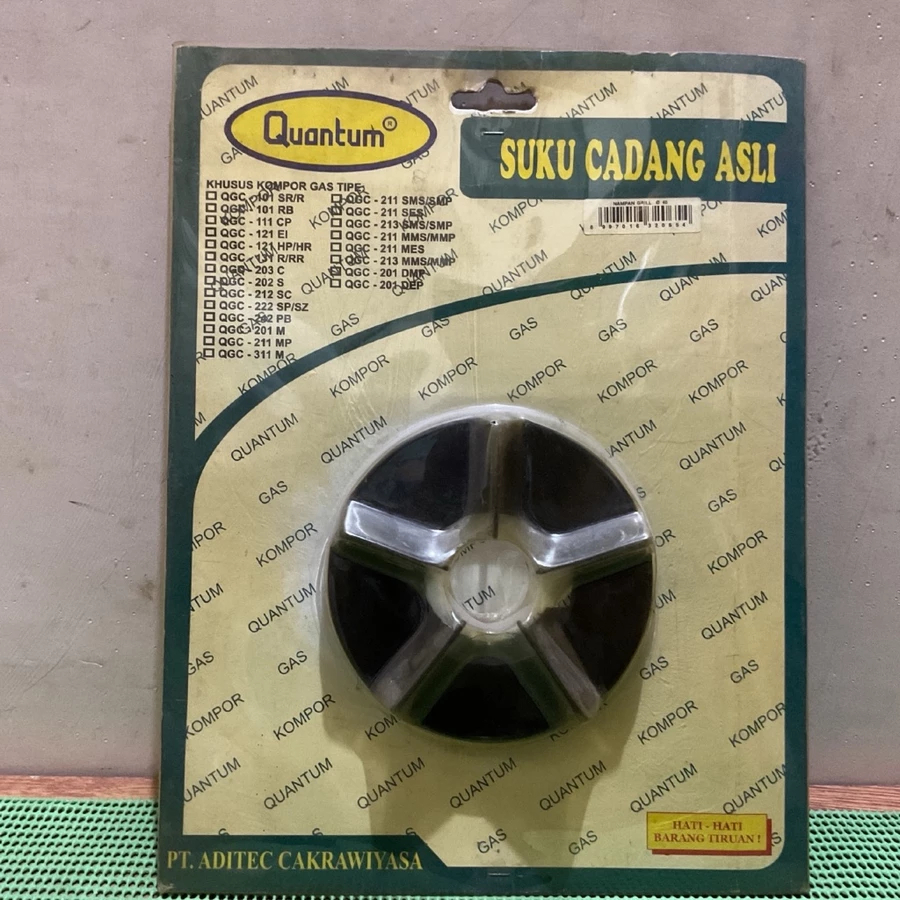 Quantum®
SUKU CADANG ASLI
KHUSUS KOMPOR GAS TIPE:
QGC - 101 SR/R
QGC - 101 RB
QGC - 111 CP
QGC - 121 EI
QGC - 121 HP/HR
QGC - R/RR
QGC - 203 C
QGC - 202 S
QGC - 212 SC
QGC - 222 SP/SZ
QGC - PB
QGC - 201 M
QGC - 211 MP
QGC - 311 M
QGC - 211 SMS/SMP
QGC - 211 SES
QGC - 213 SMS/SMP
QGC - 211 MMS/MMP
QGC - 211 MES
QGC - 213 MMS/MMP
QGC - 201 DMP
QGC - 201 DEP
NAMPAN GRILL
QUANTUM
GAS
KOMPOR
HATI - HATI
BARANG TIRUAN !
PT. ADITEC CAKRAWIYASA